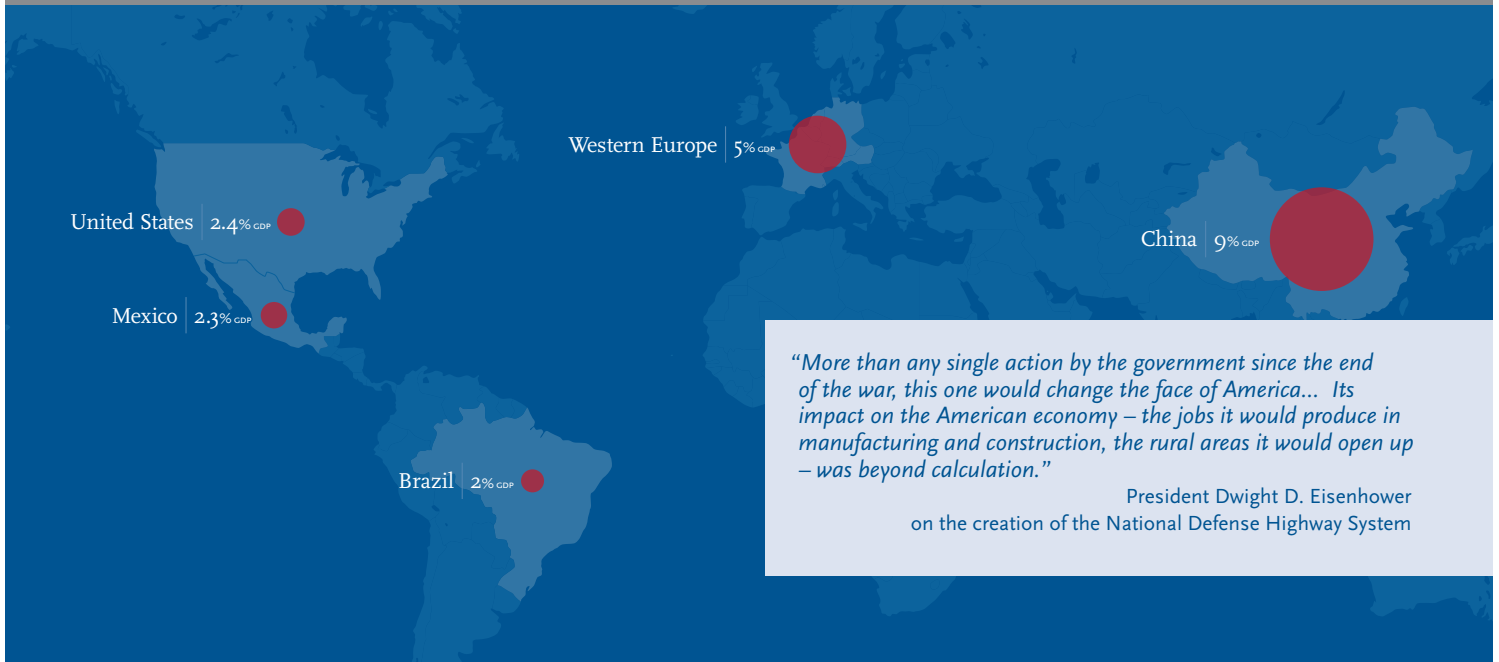 Western Europe | 5% GDP
United States | 2.4% GDP
China | 9% GDP
Mexico | 2.3% GDP
Brazil | 2% GDP
“More than any single action by the government since the end
of the war, this one would change the face of America… Its
impact on the American economy – the jobs it would produce in
manufacturing and construction, the rural areas it would open up
– was beyond calculation.”
President Dwight D. Eisenhower
on the creation of the National Defense Highway System